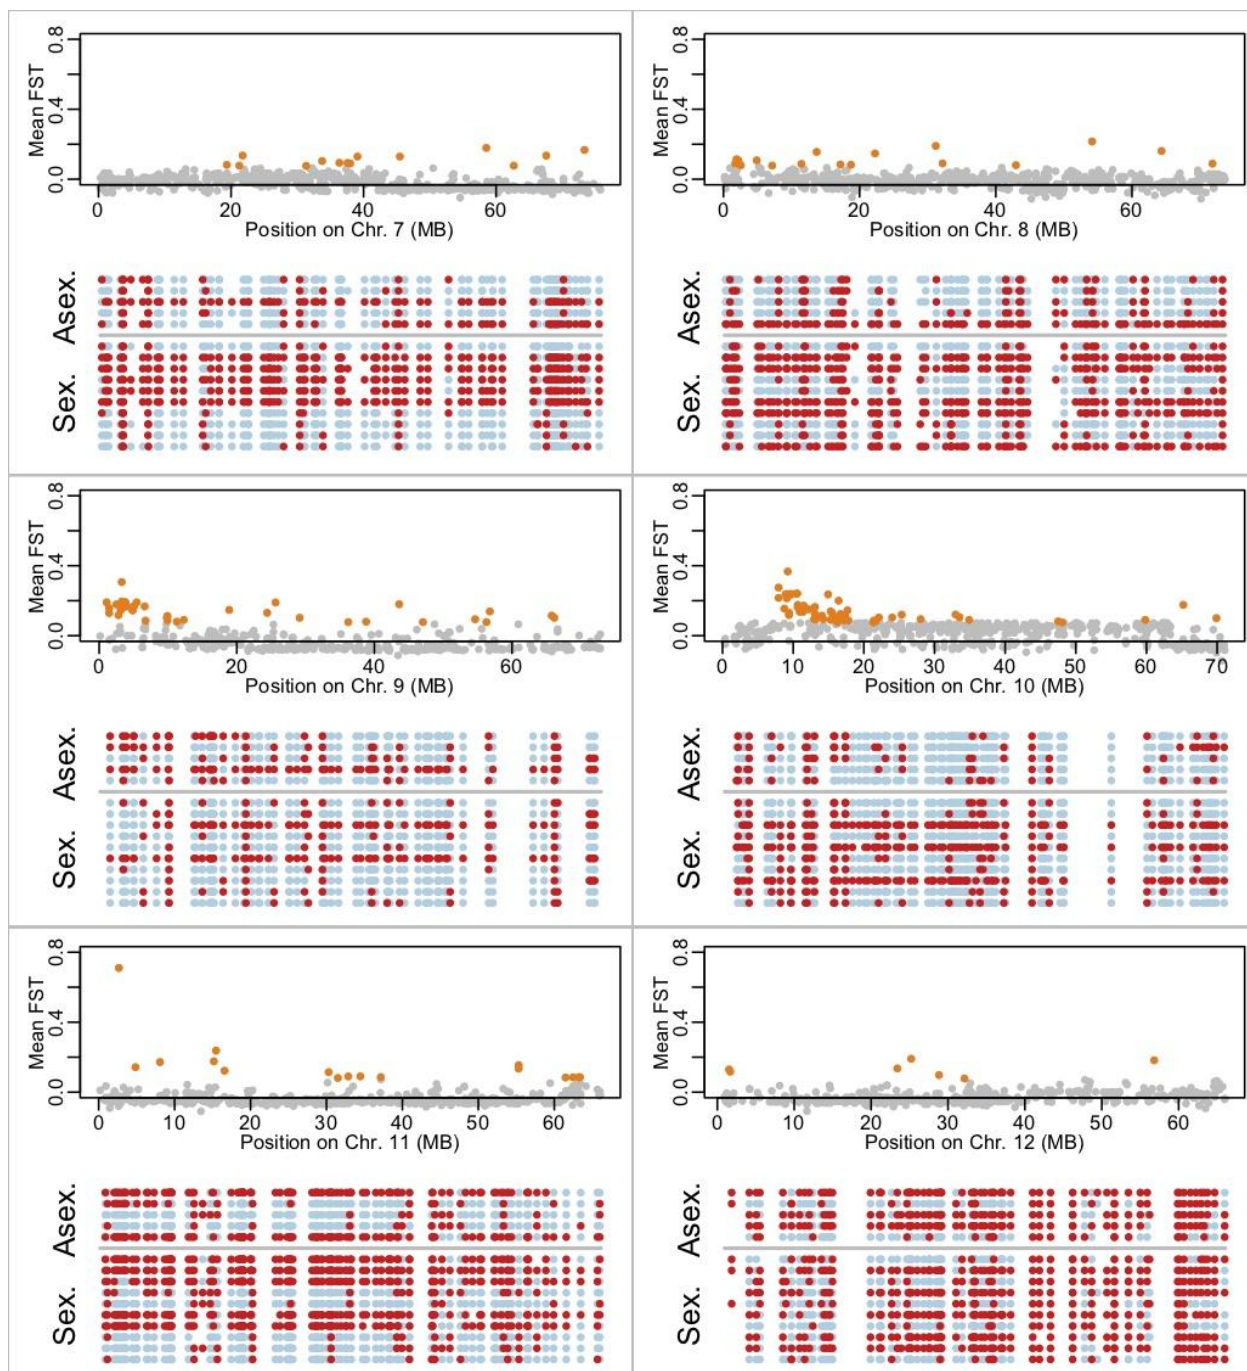 Mean FST
0.8
0.4
0.0
0 20 40 60
Position on Chr. 7 (MB)
Asex.
Sex.
Mean FST
0.8
0.4
0.0
0 20 40 60
Position on Chr. 8 (MB)
Asex.
Sex.
Mean FST
0.8
0.4
0.0
0 20 40 60
Position on Chr. 9 (MB)
Asex.
Sex.
Mean FST
0.8
0.4
0.0
0 10 20 30 40 50 60 70
Position on Chr. 10 (MB)
Asex.
Sex.
Mean FST
0.8
0.4
0.0
0 10 20 30 40 50 60
Position on Chr. 11 (MB)
Asex.
Sex.
Mean FST
0.8
0.4
0.0
0 10 20 30 40 50 60
Position on Chr. 12 (MB)
Asex.
Sex.